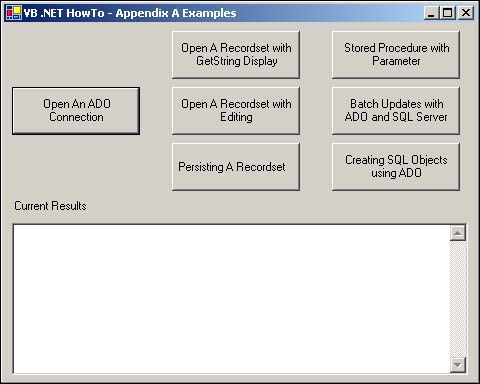 VB .NET HowTo - Appendix A Examples
Open A Recordset with
GetString Display
Stored Procedure with
Parameter
Open An ADO
Connection
Open A Recordset with
Editing
Batch Updates with
ADO and SQL Server
Persisting A Recordset
Creating SQL Objects
using ADO
Current Results